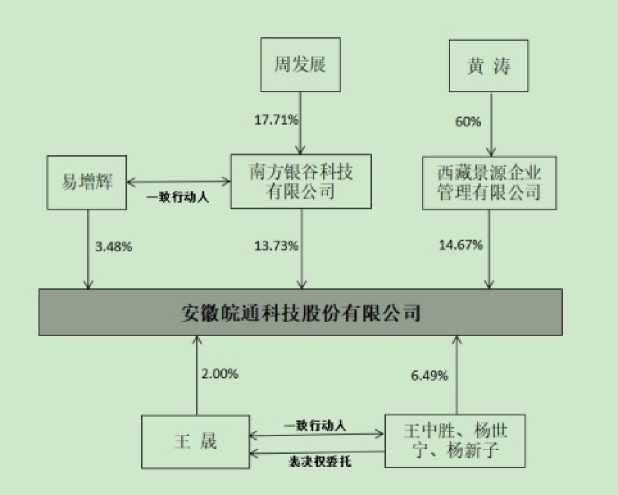 周发展
黄 涛
17.71%
60%
易增辉
一致行动人
南方银谷科技
有限公司
西藏景源企业
管理有限公司
3.48%
13.73%
14.67%
安徽皖通科技股份有限公司
2.00%
6.49%
王 晟
一致行动人
表决权委托
王中胜、杨世
宁、杨新子